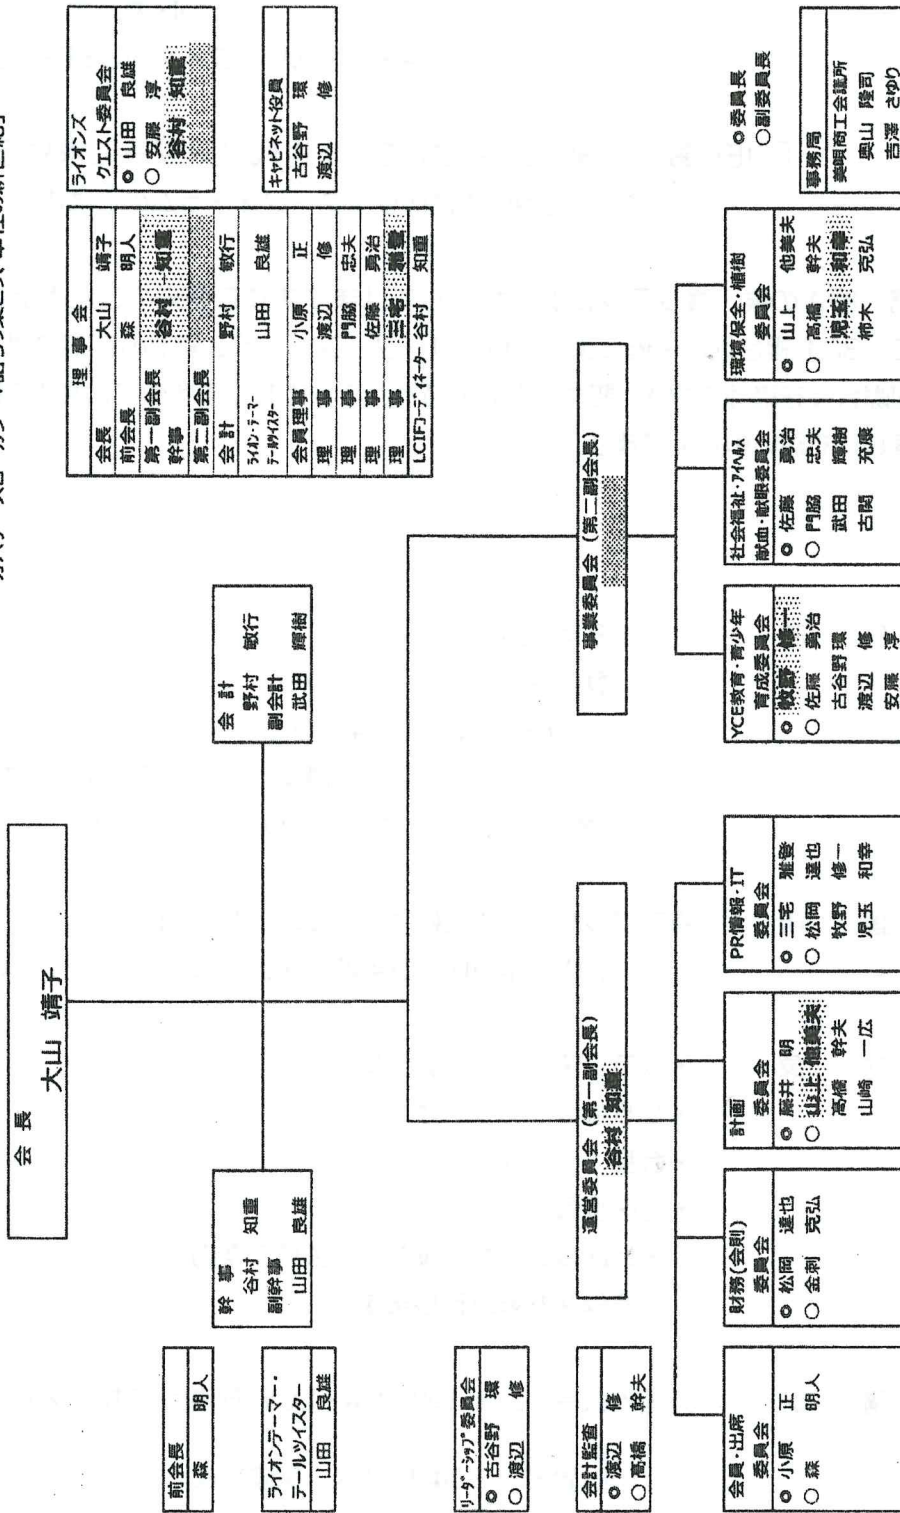 会 長
大山 靖子
幹 事
谷村 知重
副幹事
山田 良雄
会 計
野村 敏行
副会計
武田 輝樹
前会長
森 明人
ライオンテーマー・
テールツイスター
山田 良雄
リーダーシップ委員会
◎ 古谷野 環
○ 渡辺 修
会計監査
◎ 渡辺 修
○ 高橋 幹夫
理 事 会
会長 大山 靖子
前会長 森 明人
第一副会長
幹事 谷村 知重
第二副会長
会 計 野村 敏行
ライオン・テーマー
テールツイスター 山田 良雄
会員理事 小原 正
理 事 渡辺 修
理 事 門脇 忠夫
理 事 佐藤 勇治
理 事 三宅 雅登
LCIFコーディネーター 谷村 知重
ライオンズ
クエスト委員会
◎ 山田 良雄
○ 安藤 淳
谷村 知重
キャビネット役員
古谷野 環
渡辺 修
運営委員会 (第一副会長)
谷村 知重
事業委員会 (第二副会長)
会員・出席
委員会
◎ 小原 正
○ 森 明人
財務(会則)
委員会
◎ 松岡 達也
○ 金刺 克弘
計画
委員会
◎ 藤井 明
○ 山上 他美夫
高橋 幹夫
山崎 一広
PR情報・IT
委員会
◎ 三宅 雅登
○ 松岡 達也
牧野 修一
児玉 和幸
YCE教育・青少年
育成委員会
◎ 牧野 修一
○ 佐藤 勇治
古谷野 環
渡辺 修
安藤 淳
社会福祉・アイヘルス
献血・献眼委員会
◎ 佐藤 勇治
○ 門脇 忠夫
武田 輝樹
古関 充康
環境保全・植樹
委員会
◎ 山上 他美夫
○ 高橋 幹夫
児玉 和幸
柿木 克弘
◎ 委員長
○ 副委員長
事務局
美唄商工会議所
奥山 隆司
吉澤 さゆり